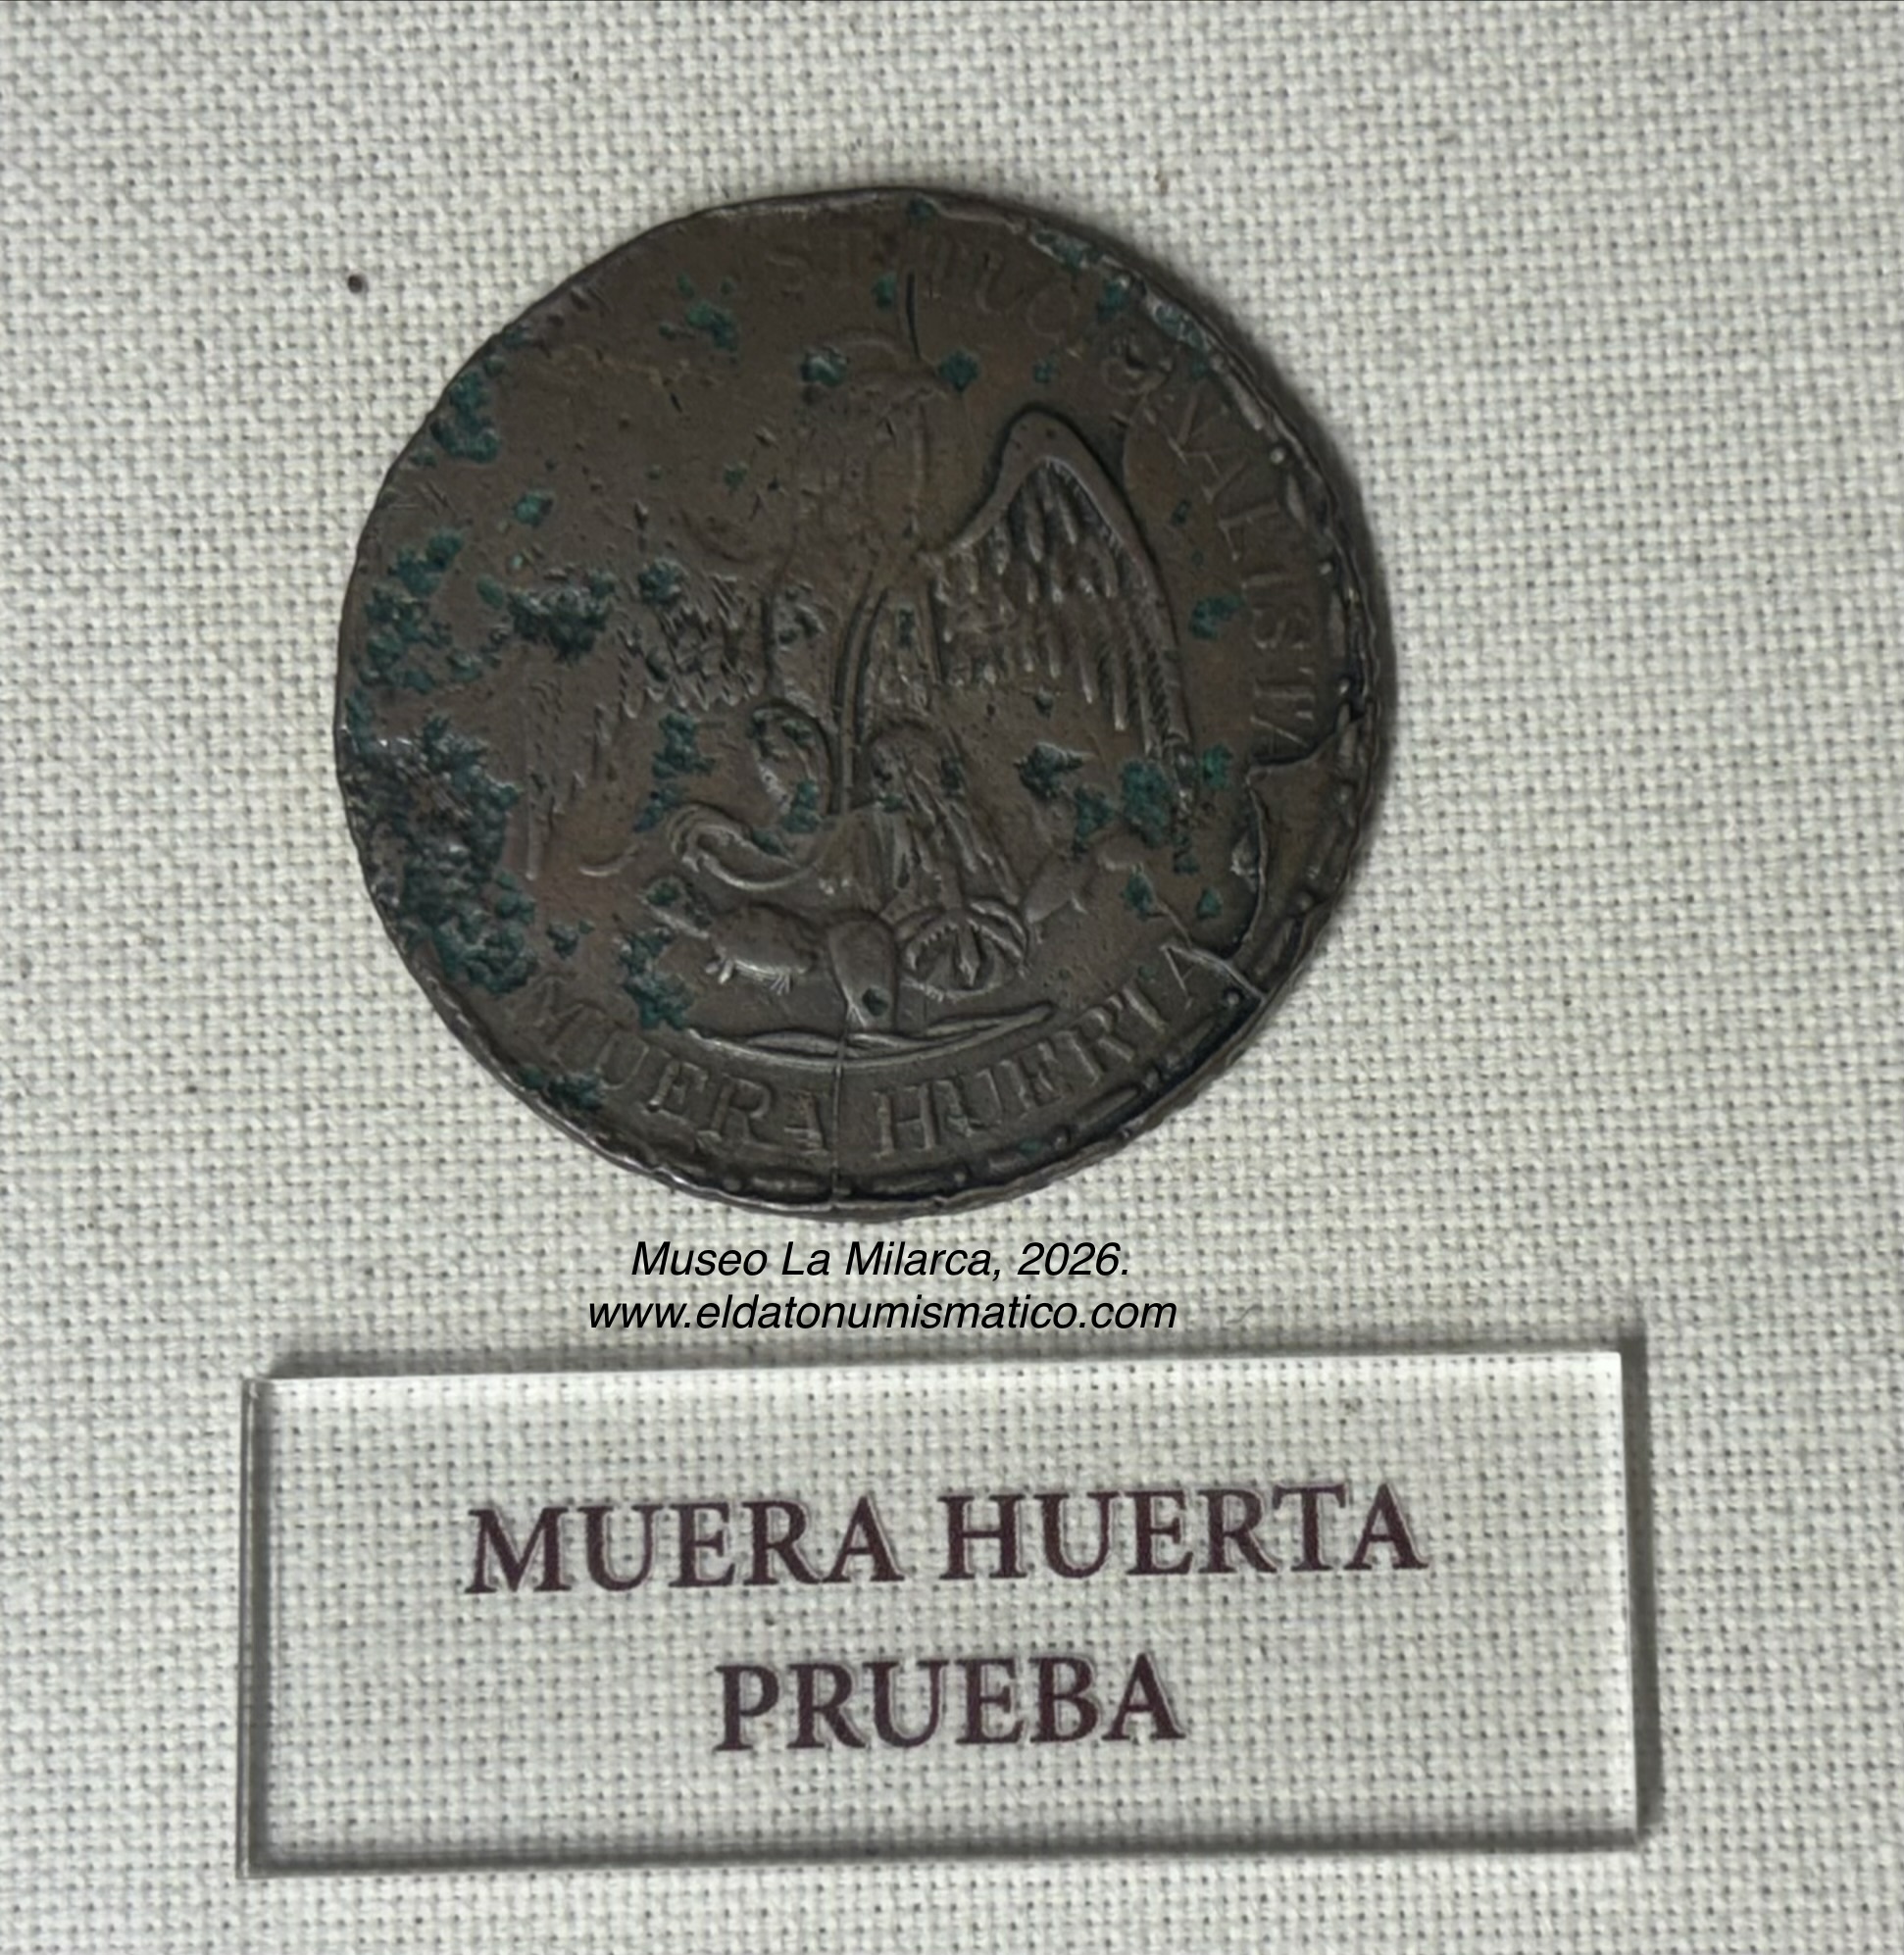 MUERA HUERTA
Museo La Milarca, 2026.
www.eldatonumismatico.com
MUERA HUERTA
PRUEBA